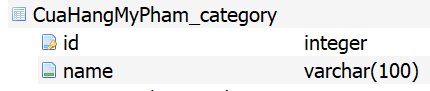 CuaHangMyPham_category
id integer
name varchar(100)